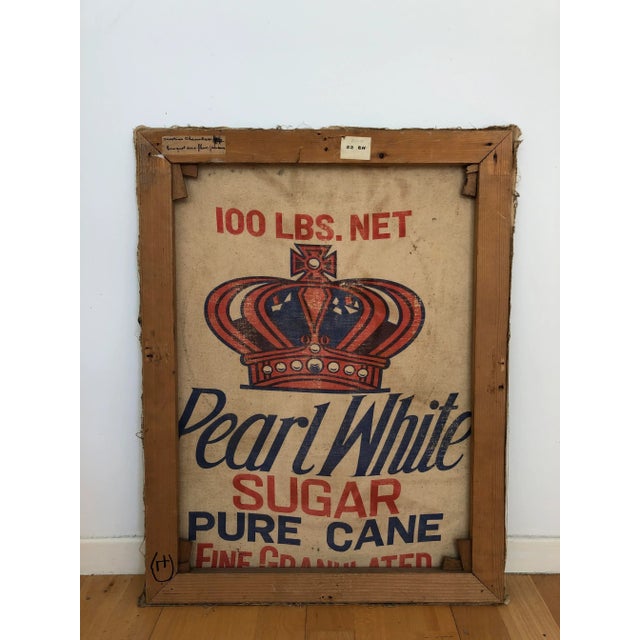 100 LBS. NET
Pearl White
SUGAR
PURE CANE
FINE GRANULATED